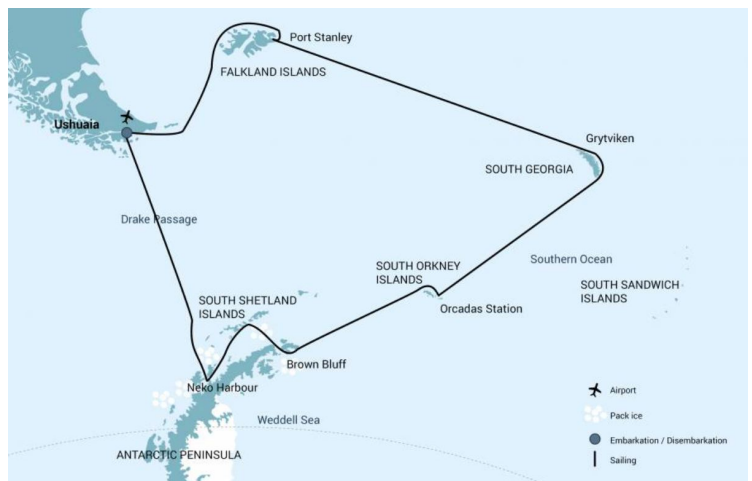 Port Stanley
FALKLAND ISLANDS
Ushuaia
Grytviken
SOUTH GEORGIA
Drake Passage
Southern Ocean
SOUTH ORKNEY
ISLANDS
SOUTH SANDWICH
ISLANDS
SOUTH SHETLAND
ISLANDS
Orcadas Station
Brown Bluff
Neko Harbour
Weddell Sea
ANTARCTIC PENINSULA
Airport
Pack ice
Embarkation / Disembarkation
Sailing